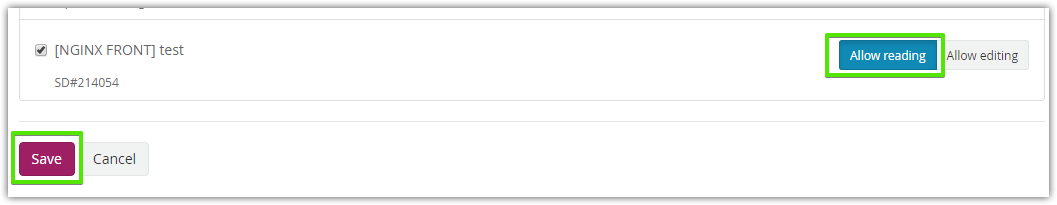 [NGINX FRONT] test
Allow reading
Allow editing
SD#214054
Save
Cancel